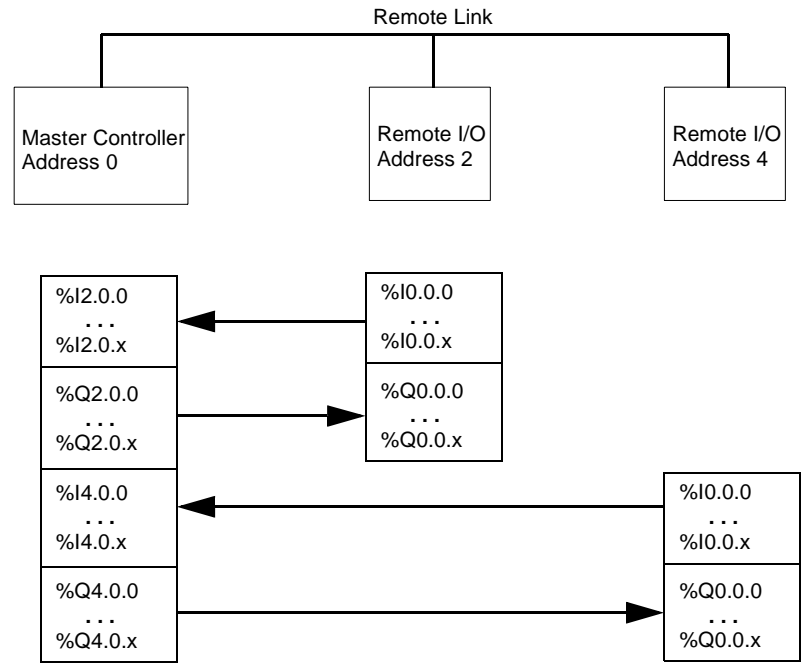 Remote Link
Master Controller
Address 0
Remote I/O
Address 2
Remote I/O
Address 4
%I2.0.0
. . .
%I2.0.x
%Q2.0.0
. . .
%Q2.0.x
%I4.0.0
. . .
%I4.0.x
%Q4.0.0
. . .
%Q4.0.x
%I0.0.0
. . .
%I0.0.x
%Q0.0.0
. . .
%Q0.0.x
%I0.0.0
. . .
%I0.0.x
%Q0.0.0
. . .
%Q0.0.x